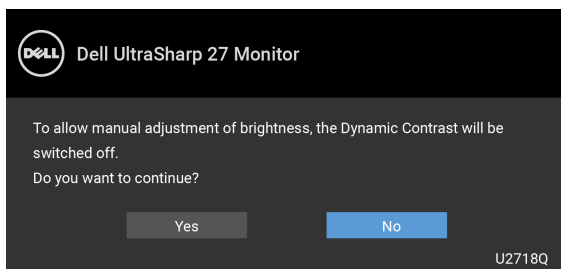 DELL
Dell UltraSharp 27 Monitor
To allow manual adjustment of brightness, the Dynamic Contrast will be
switched off.
Do you want to continue?
Yes
No
U2718Q